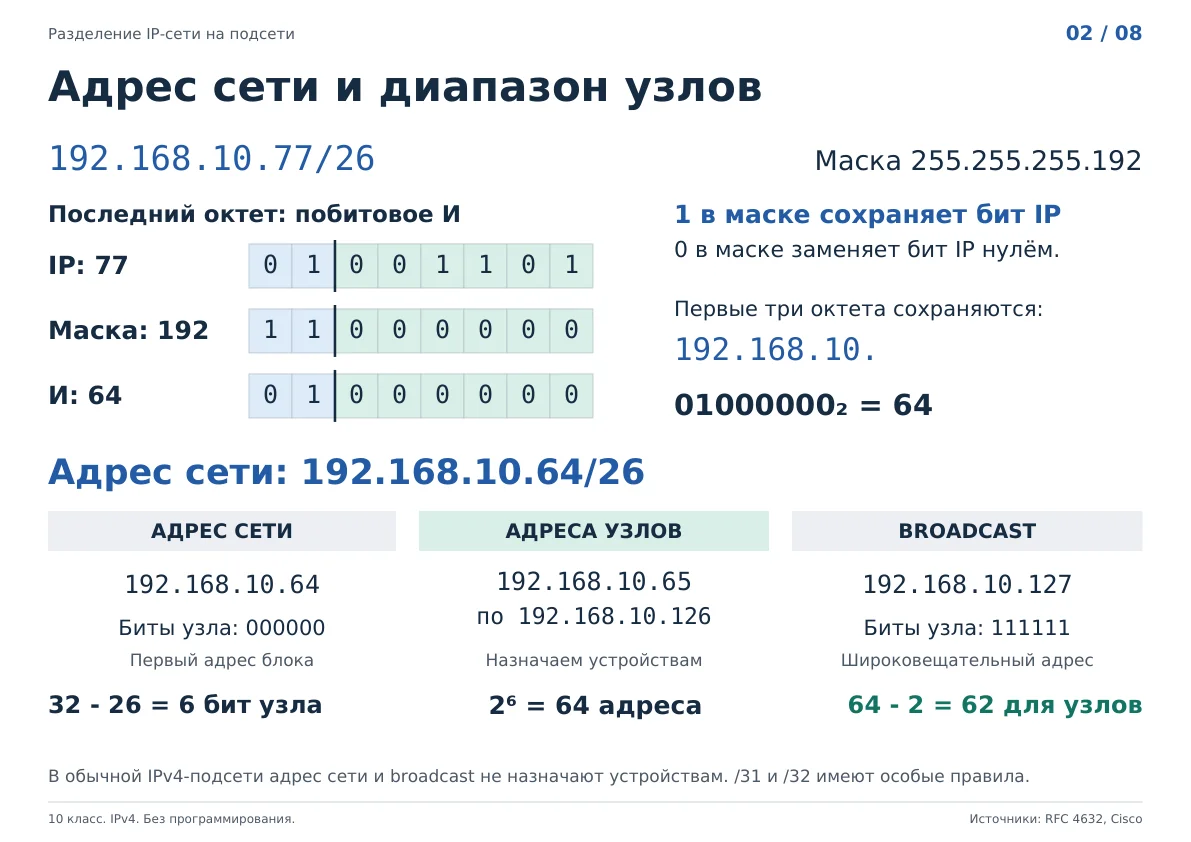 Разделение IP-сети на подсети
02 / 08
Адрес сети и диапазон узлов
192.168.10.77/26
Маска 255.255.255.192
Последний октет: побитовое И
IP: 77 0 1 0 0 1 1 0 1
Маска: 192 1 1 0 0 0 0 0 0
И: 64 0 1 0 0 0 0 0 0
1 в маске сохраняет бит IP
0 в маске заменяет бит IP нулём.
Первые три октета сохраняются:
192.168.10.
01000000₂ = 64
Адрес сети: 192.168.10.64/26
АДРЕС СЕТИ
192.168.10.64
Биты узла: 000000
Первый адрес блока
32 - 26 = 6 бит узла
АДРЕСА УЗЛОВ
192.168.10.65
по 192.168.10.126
Назначаем устройствам
2⁶ = 64 адреса
BROADCAST
192.168.10.127
Биты узла: 111111
Широковещательный адрес
64 - 2 = 62 для узлов
В обычной IPv4-подсети адрес сети и broadcast не назначают устройствам. /31 и /32 имеют особые правила.
10 класс. IPv4. Без программирования.
Источники: RFC 4632, Cisco